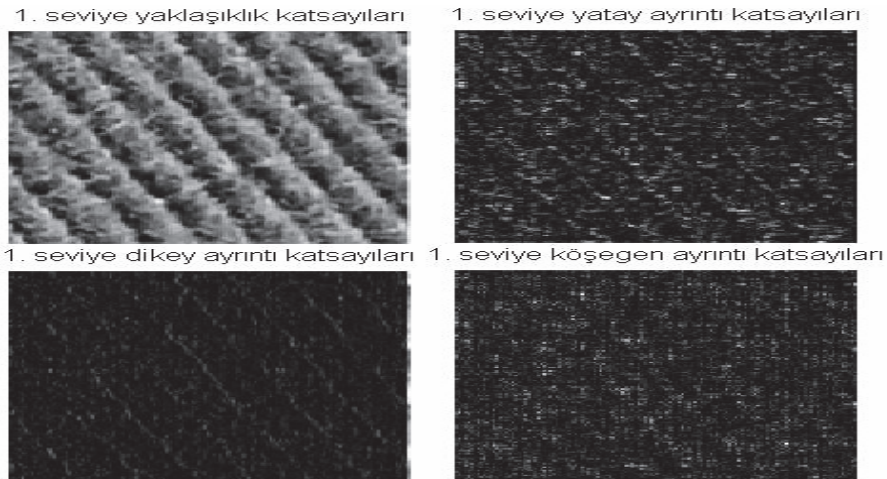 1. seviye yaklaşıklık katsayıları
1. seviye yatay ayrıntı katsayıları
1. seviye dikey ayrıntı katsayıları
1. seviye köşegen ayrıntı katsayıları